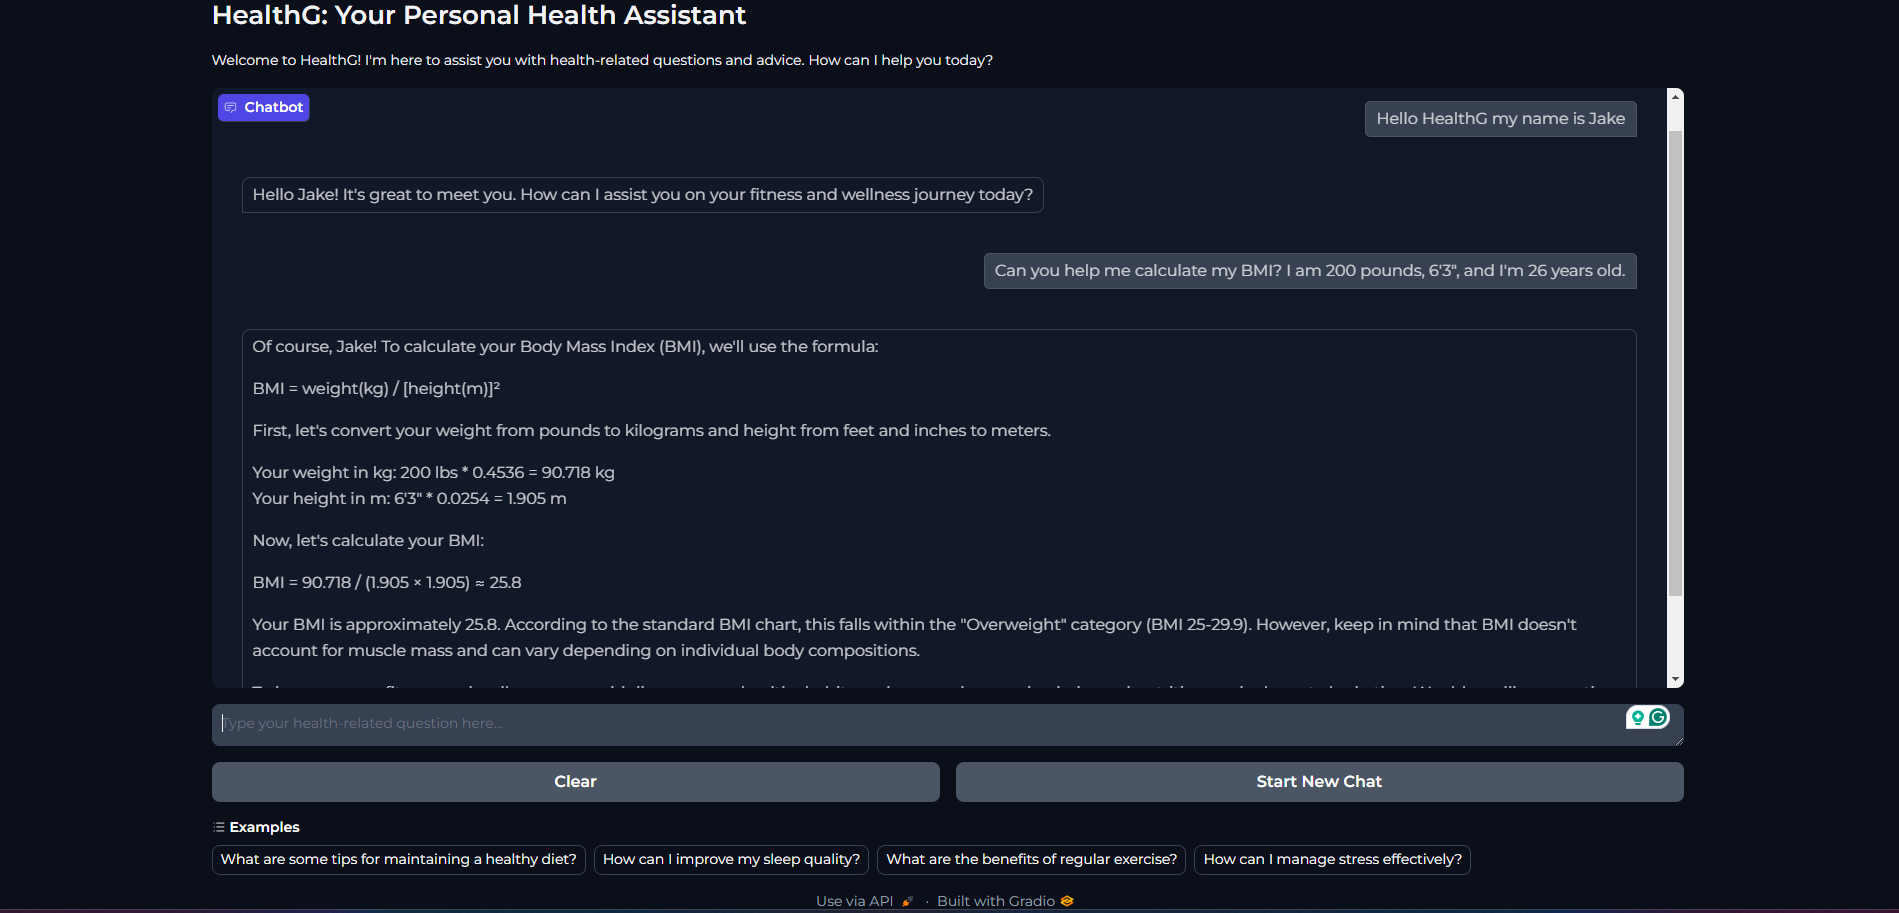 HealthG: Your Personal Health Assistant
Welcome to HealthG! I'm here to assist you with health-related questions and advice. How can I help you today?
Chatbot
Hello HealthG my name is Jake
Hello Jake! It's great to meet you. How can I assist you on your fitness and wellness journey today?
Can you help me calculate my BMI? I am 200 pounds, 6'3", and I'm 26 years old.
Of course, Jake! To calculate your Body Mass Index (BMI), we'll use the formula:
BMI = weight(kg) / [height(m)]²
First, let's convert your weight from pounds to kilograms and height from feet and inches to meters.
Your weight in kg: 200 lbs * 0.4536 = 90.718 kg
Your height in m: 6'3" * 0.0254 = 1.905 m
Now, let's calculate your BMI:
BMI = 90.718 / (1.905 × 1.905) ≈ 25.8
Your BMI is approximately 25.8. According to the standard BMI chart, this falls within the "Overweight" category (BMI 25-29.9). However, keep in mind that BMI doesn't
account for muscle mass and can vary depending on individual body compositions.
Type your health-related question here...
Clear
Start New Chat
Examples
What are some tips for maintaining a healthy diet?
How can I improve my sleep quality?
What are the benefits of regular exercise?
How can I manage stress effectively?
Use via API · Built with Gradio